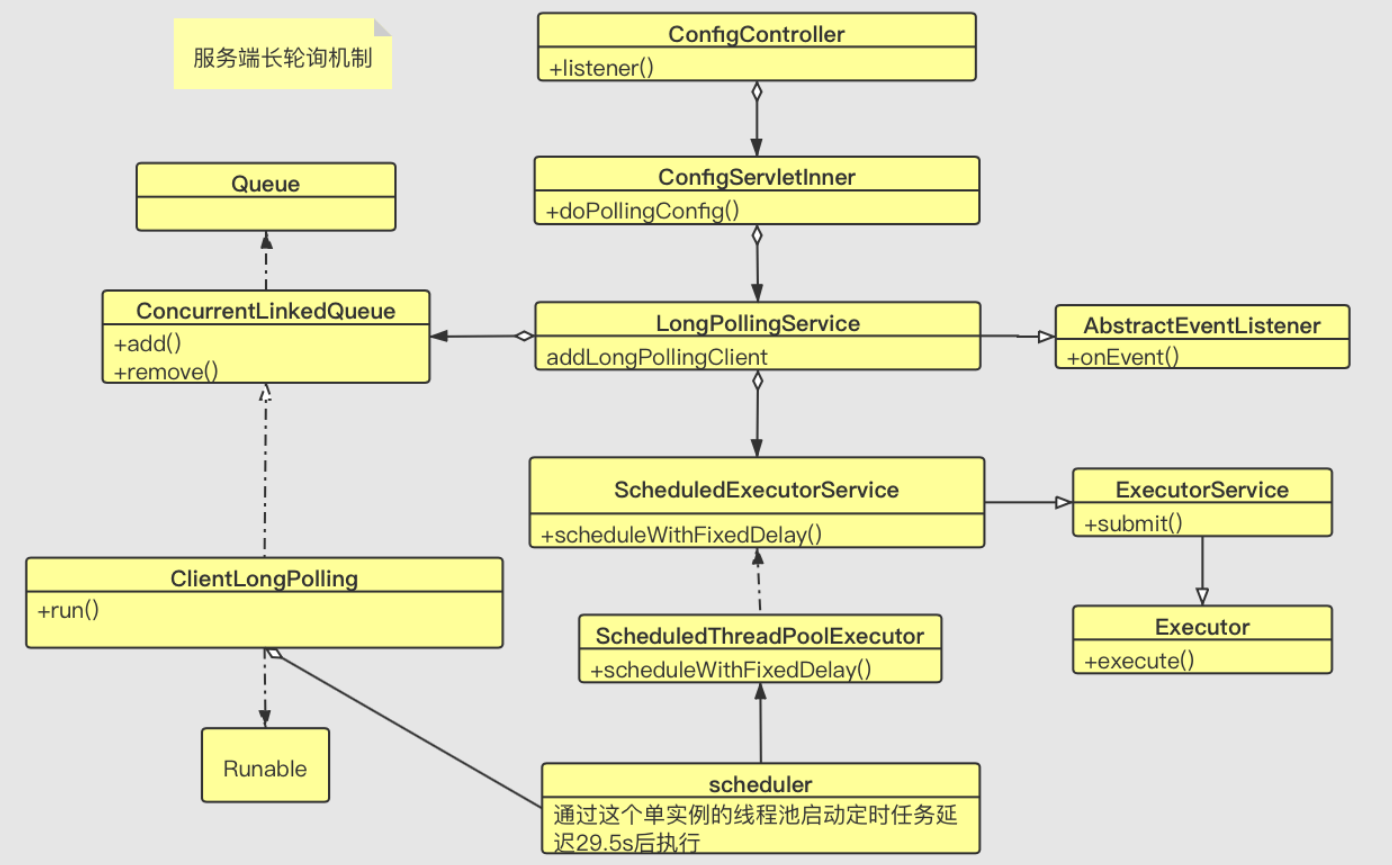 服务端长轮询机制
ConfigController
+listener()
Queue
ConfigServletInner
+doPollingConfig()
ConcurrentLinkedQueue
+add()
+remove()
LongPollingService
addLongPollingClient
AbstractEventListener
+onEvent()
ScheduledExecutorService
+scheduleWithFixedDelay()
ExecutorService
+submit()
ClientLongPolling
+run()
ScheduledThreadPoolExecutor
+scheduleWithFixedDelay()
Executor
+execute()
Runable
scheduler
通过这个单实例的线程池启动定时任务延
迟29.5s后执行